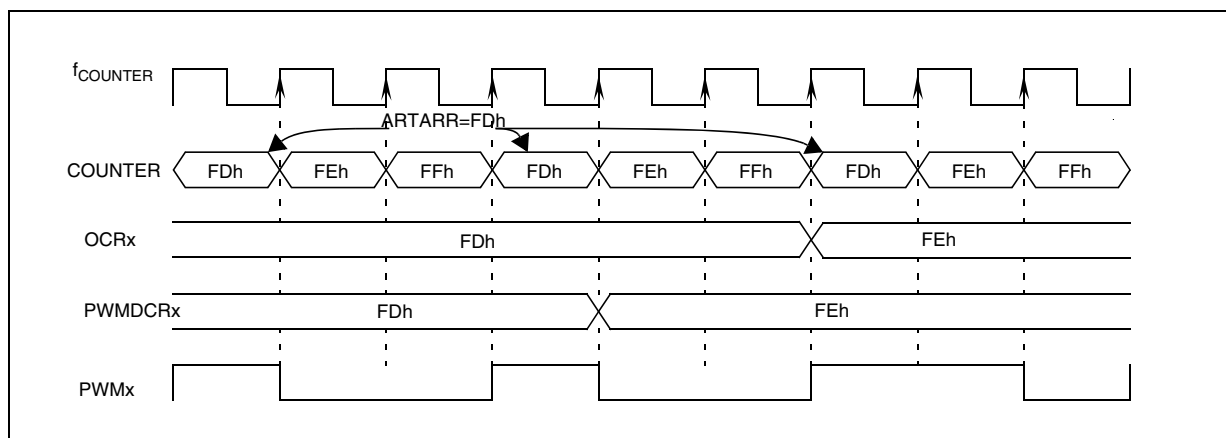 fCOUNTER
ARTARR=FDh
COUNTER FDh FEh FFh FDh FEh FFh FDh FEh FFh
OCRx FDh FEh
PWMDCRx FDh FEh
PWMx